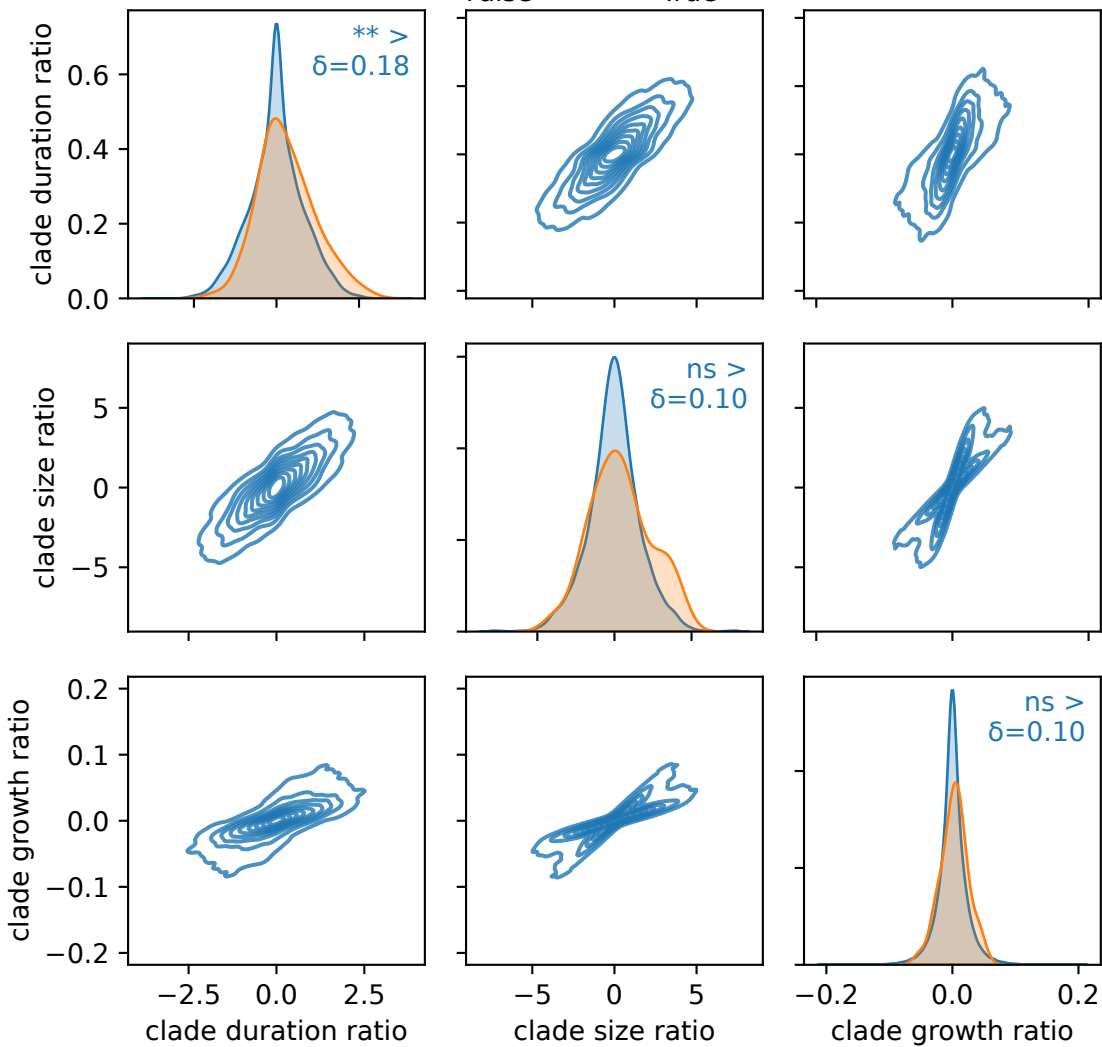 clade duration ratio
0.6
0.4
0.2
0.0
** >
δ=0.18
clade size ratio
5
0
−5
ns >
δ=0.10
clade growth ratio
0.2
0.1
0.0
−0.1
−0.2
ns >
δ=0.10
−2.5 0.0 2.5
−5 0 5
−0.2 0.0 0.2
clade duration ratio
clade size ratio
clade growth ratio